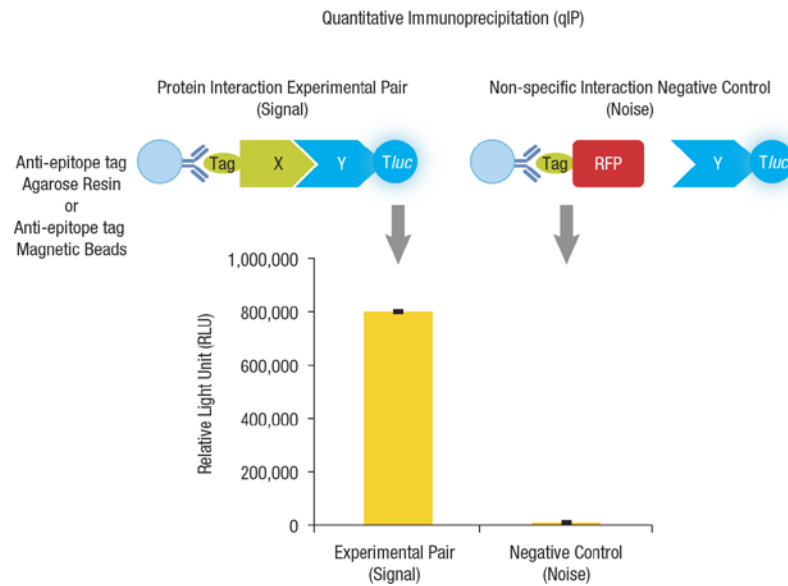 Quantitative Immunoprecipitation (qIP)
Protein Interaction Experimental Pair
(Signal)
Non-specific Interaction Negative Control
(Noise)
Anti-epitope tag
Agarose Resin
or
Anti-epitope tag
Magnetic Beads
Tag X Y Tluc
Tag RFP Y Tluc
Relative Light Unit (RLU)
1,000,000
800,000
600,000
400,000
200,000
0
Experimental Pair
(Signal)
Negative Control
(Noise)